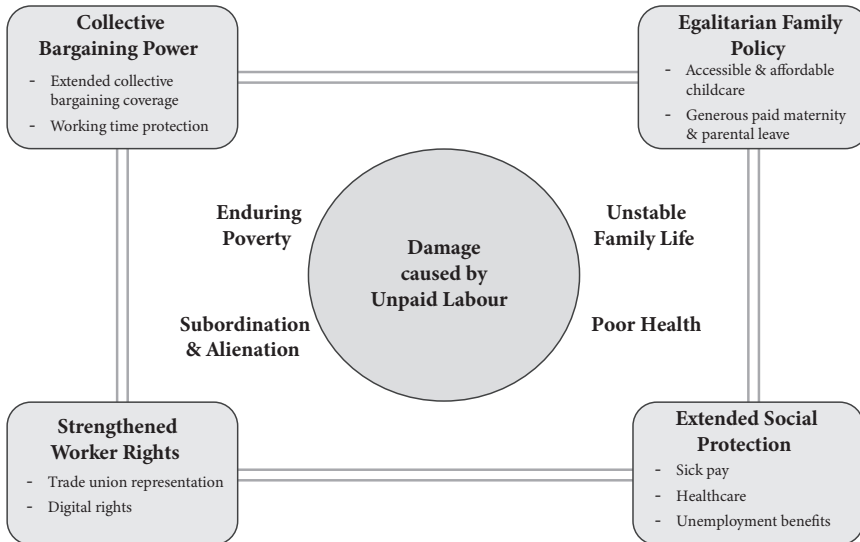 Collective
Bargaining Power
- Extended collective
bargaining coverage
- Working time protection
Egalitarian Family
Policy
- Accessible & affordable
childcare
- Generous paid maternity
& parental leave
Enduring
Poverty
Unstable
Family Life
Damage
caused by
Unpaid Labour
Subordination
& Alienation
Poor Health
Strengthened
Worker Rights
- Trade union representation
- Digital rights
Extended Social
Protection
- Sick pay
- Healthcare
- Unemployment benefits